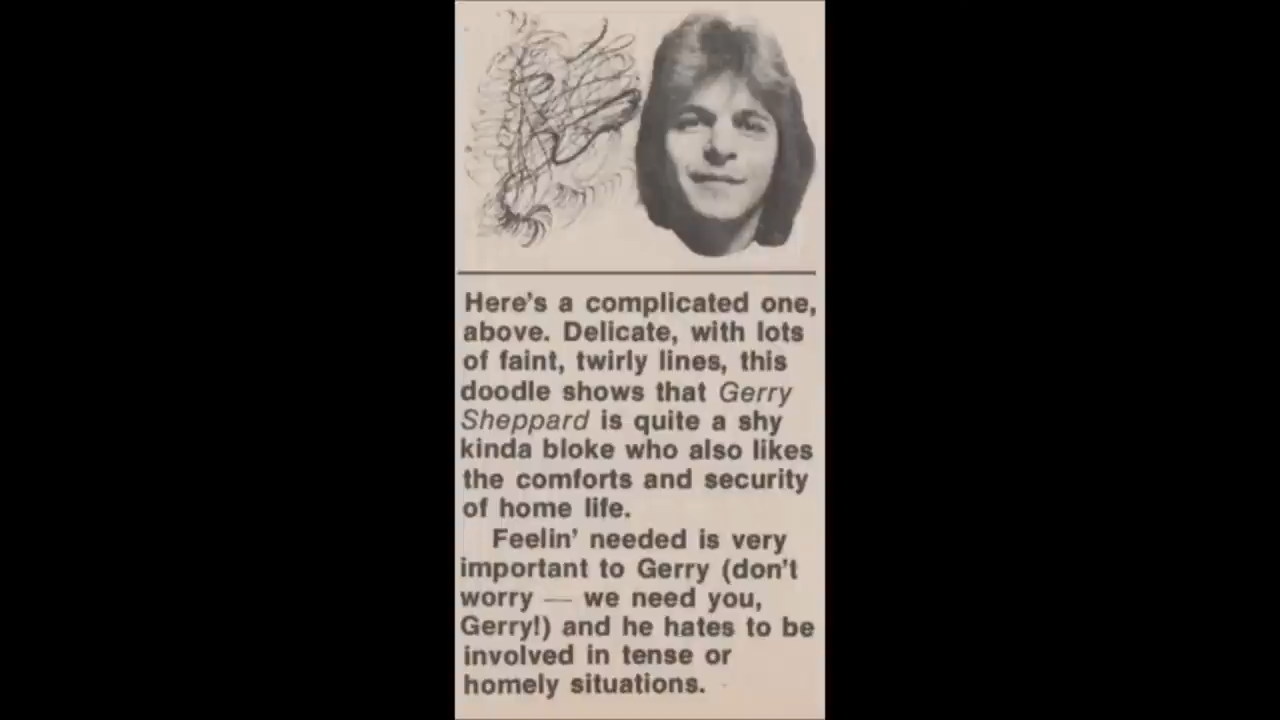 Here's a complicated one,
above. Delicate, with lots
of faint, twirly lines, this
doodle shows that Gerry
Sheppard is quite a shy
kinda bloke who also likes
the comforts and security
of home life.
Feelin' needed is very
important to Gerry (don't
worry — we need you,
Gerry!) and he hates to be
involved in tense or
homely situations.